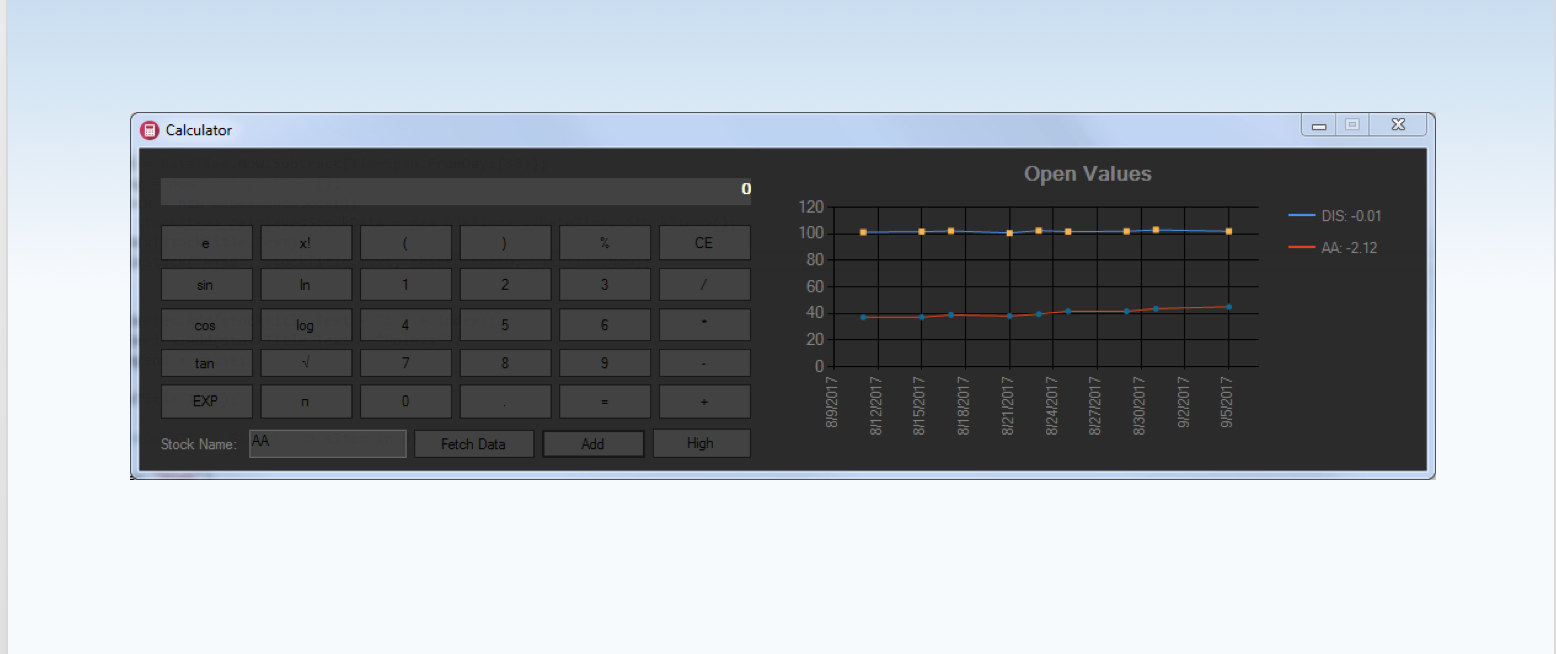 Calculator
0
e x! ( ) % CE
sin ln 1 2 3 /
cos log 4 5 6 *
tan √ 7 8 9 -
EXP π 0 . = +
Stock Name: AA Fetch Data Add High
Open Values
120
100
80
60
40
20
0
8/9/2017 8/12/2017 8/15/2017 8/18/2017 8/21/2017 8/24/2017 8/27/2017 8/30/2017 9/2/2017 9/5/2017
DIS: -0.01
AA: -2.12